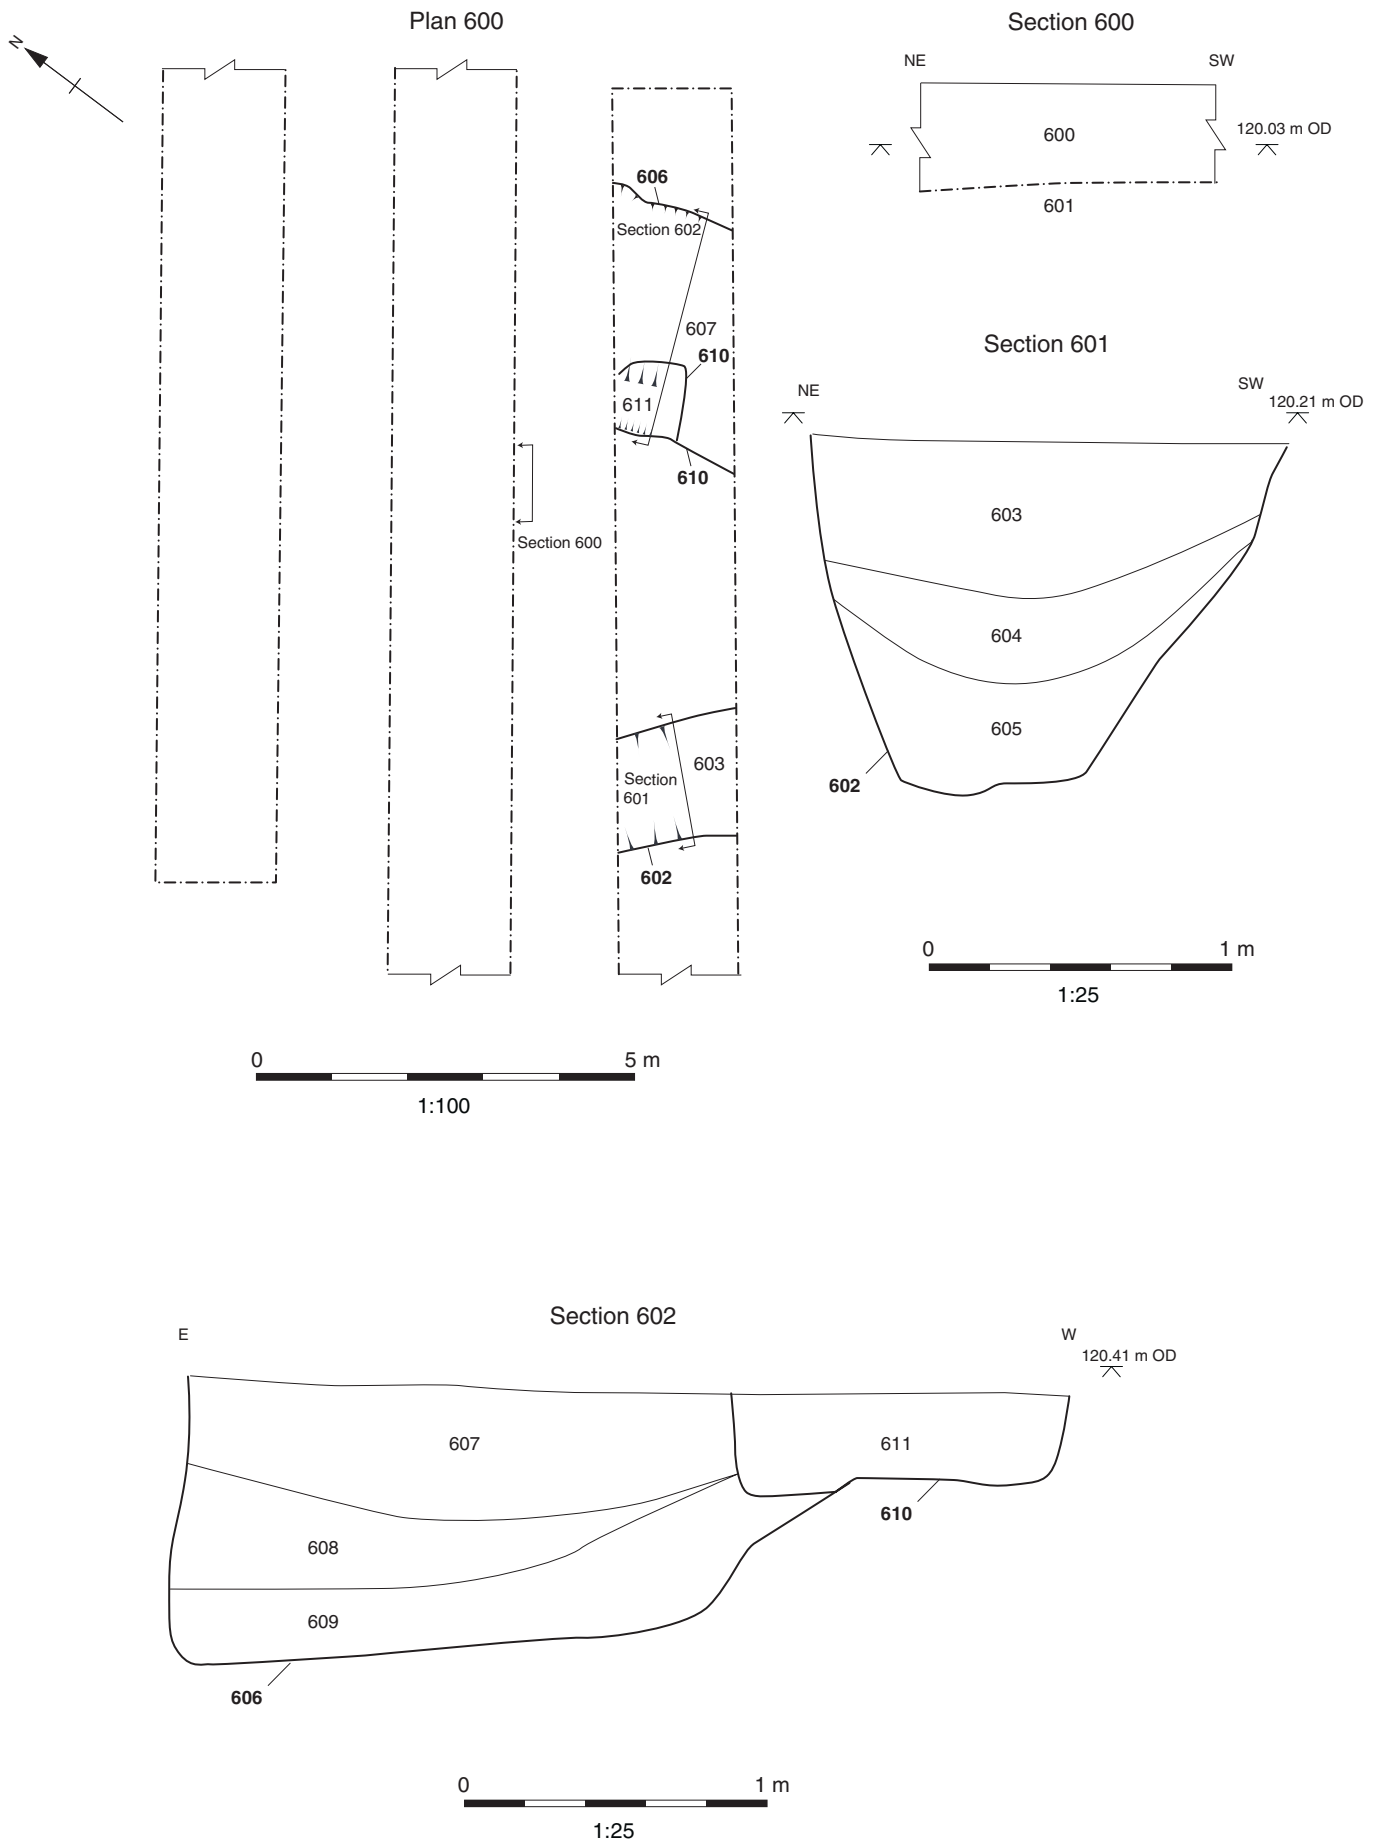 Plan 600
N
606
Section 602
607
610
611
610
Section 600
Section
601
603
602
0 5 m
1:100
Section 600
NE SW
600
120.03 m OD
601
Section 601
NE SW
120.21 m OD
603
604
605
602
0 1 m
1:25
Section 602
E W
120.41 m OD
607
611
610
608
609
606
0 1 m
1:25